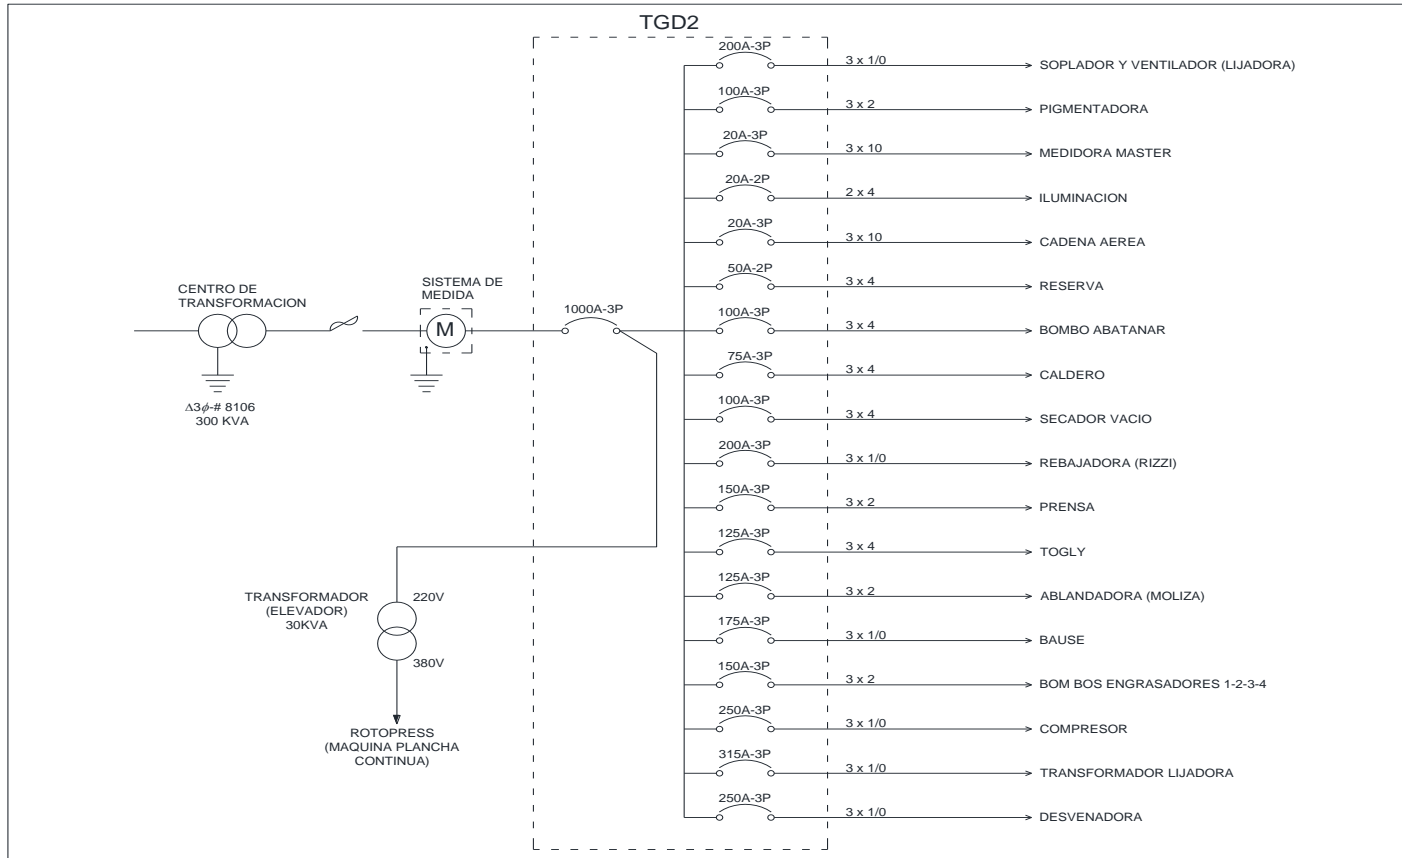 TGD2
200A-3P
3 x 1/0
SOPLADOR Y VENTILADOR (LIJADORA)
100A-3P
3 x 2
PIGMENTADORA
20A-3P
3 x 10
MEDIDORA MASTER
20A-2P
2 x 4
ILUMINACION
20A-3P
3 x 10
CADENA AEREA
50A-2P
3 x 4
RESERVA
CENTRO DE
TRANSFORMACION
SISTEMA DE
MEDIDA
M
1000A-3P
100A-3P
3 x 4
BOMBO ABATANAR
75A-3P
3 x 4
CALDERO
Δ3ϕ-# 8106
300 KVA
100A-3P
3 x 4
SECADOR VACIO
200A-3P
3 x 1/0
REBAJADORA (RIZZI)
150A-3P
3 x 2
PRENSA
125A-3P
3 x 4
TOGLY
125A-3P
3 x 2
ABLANDADORA (MOLIZA)
TRANSFORMADOR
(ELEVADOR)
30KVA
220V
380V
175A-3P
3 x 1/0
BAUSE
150A-3P
3 x 2
BOM BOS ENGRASADORES 1-2-3-4
250A-3P
3 x 1/0
COMPRESOR
ROTOPRESS
(MAQUINA PLANCHA
CONTINUA)
315A-3P
3 x 1/0
TRANSFORMADOR LIJADORA
250A-3P
3 x 1/0
DESVENADORA